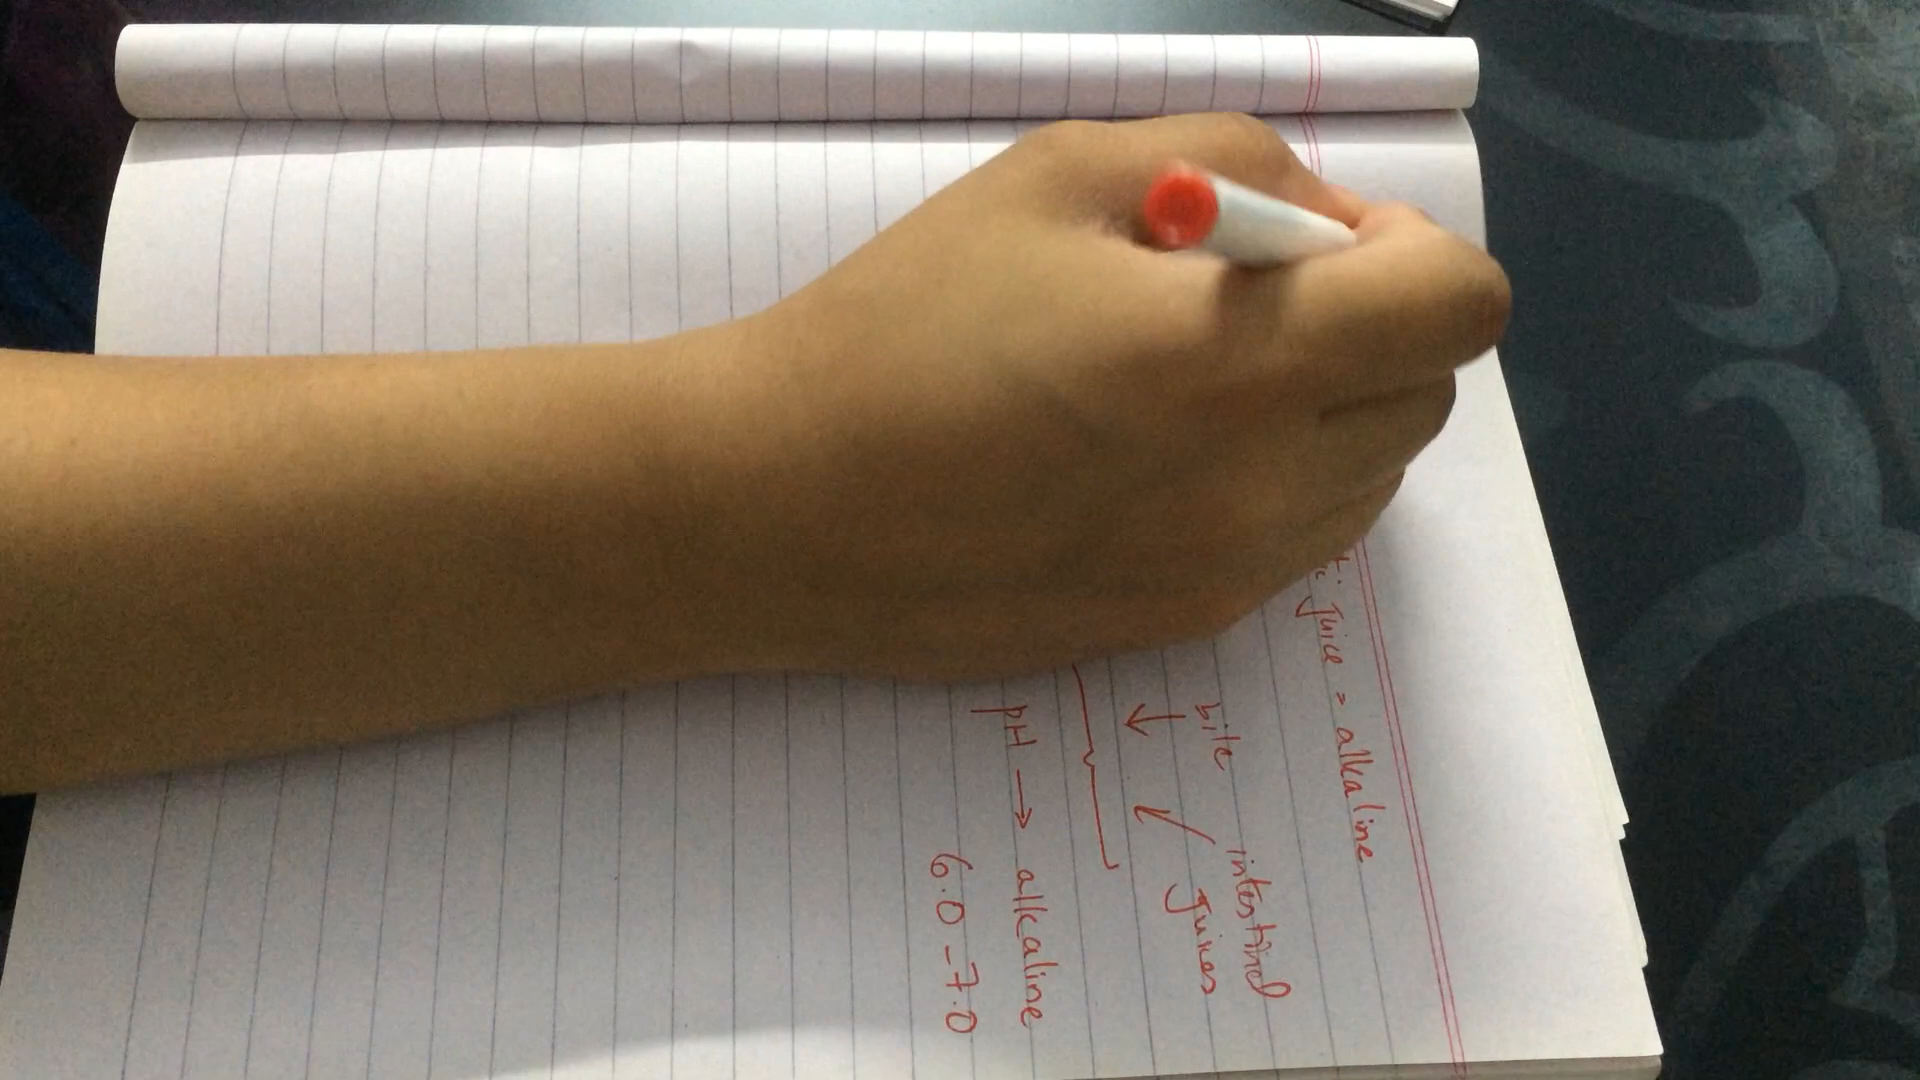 juice = alkaline
bile intestinal
juices
pH → alkaline
6.0-7.0